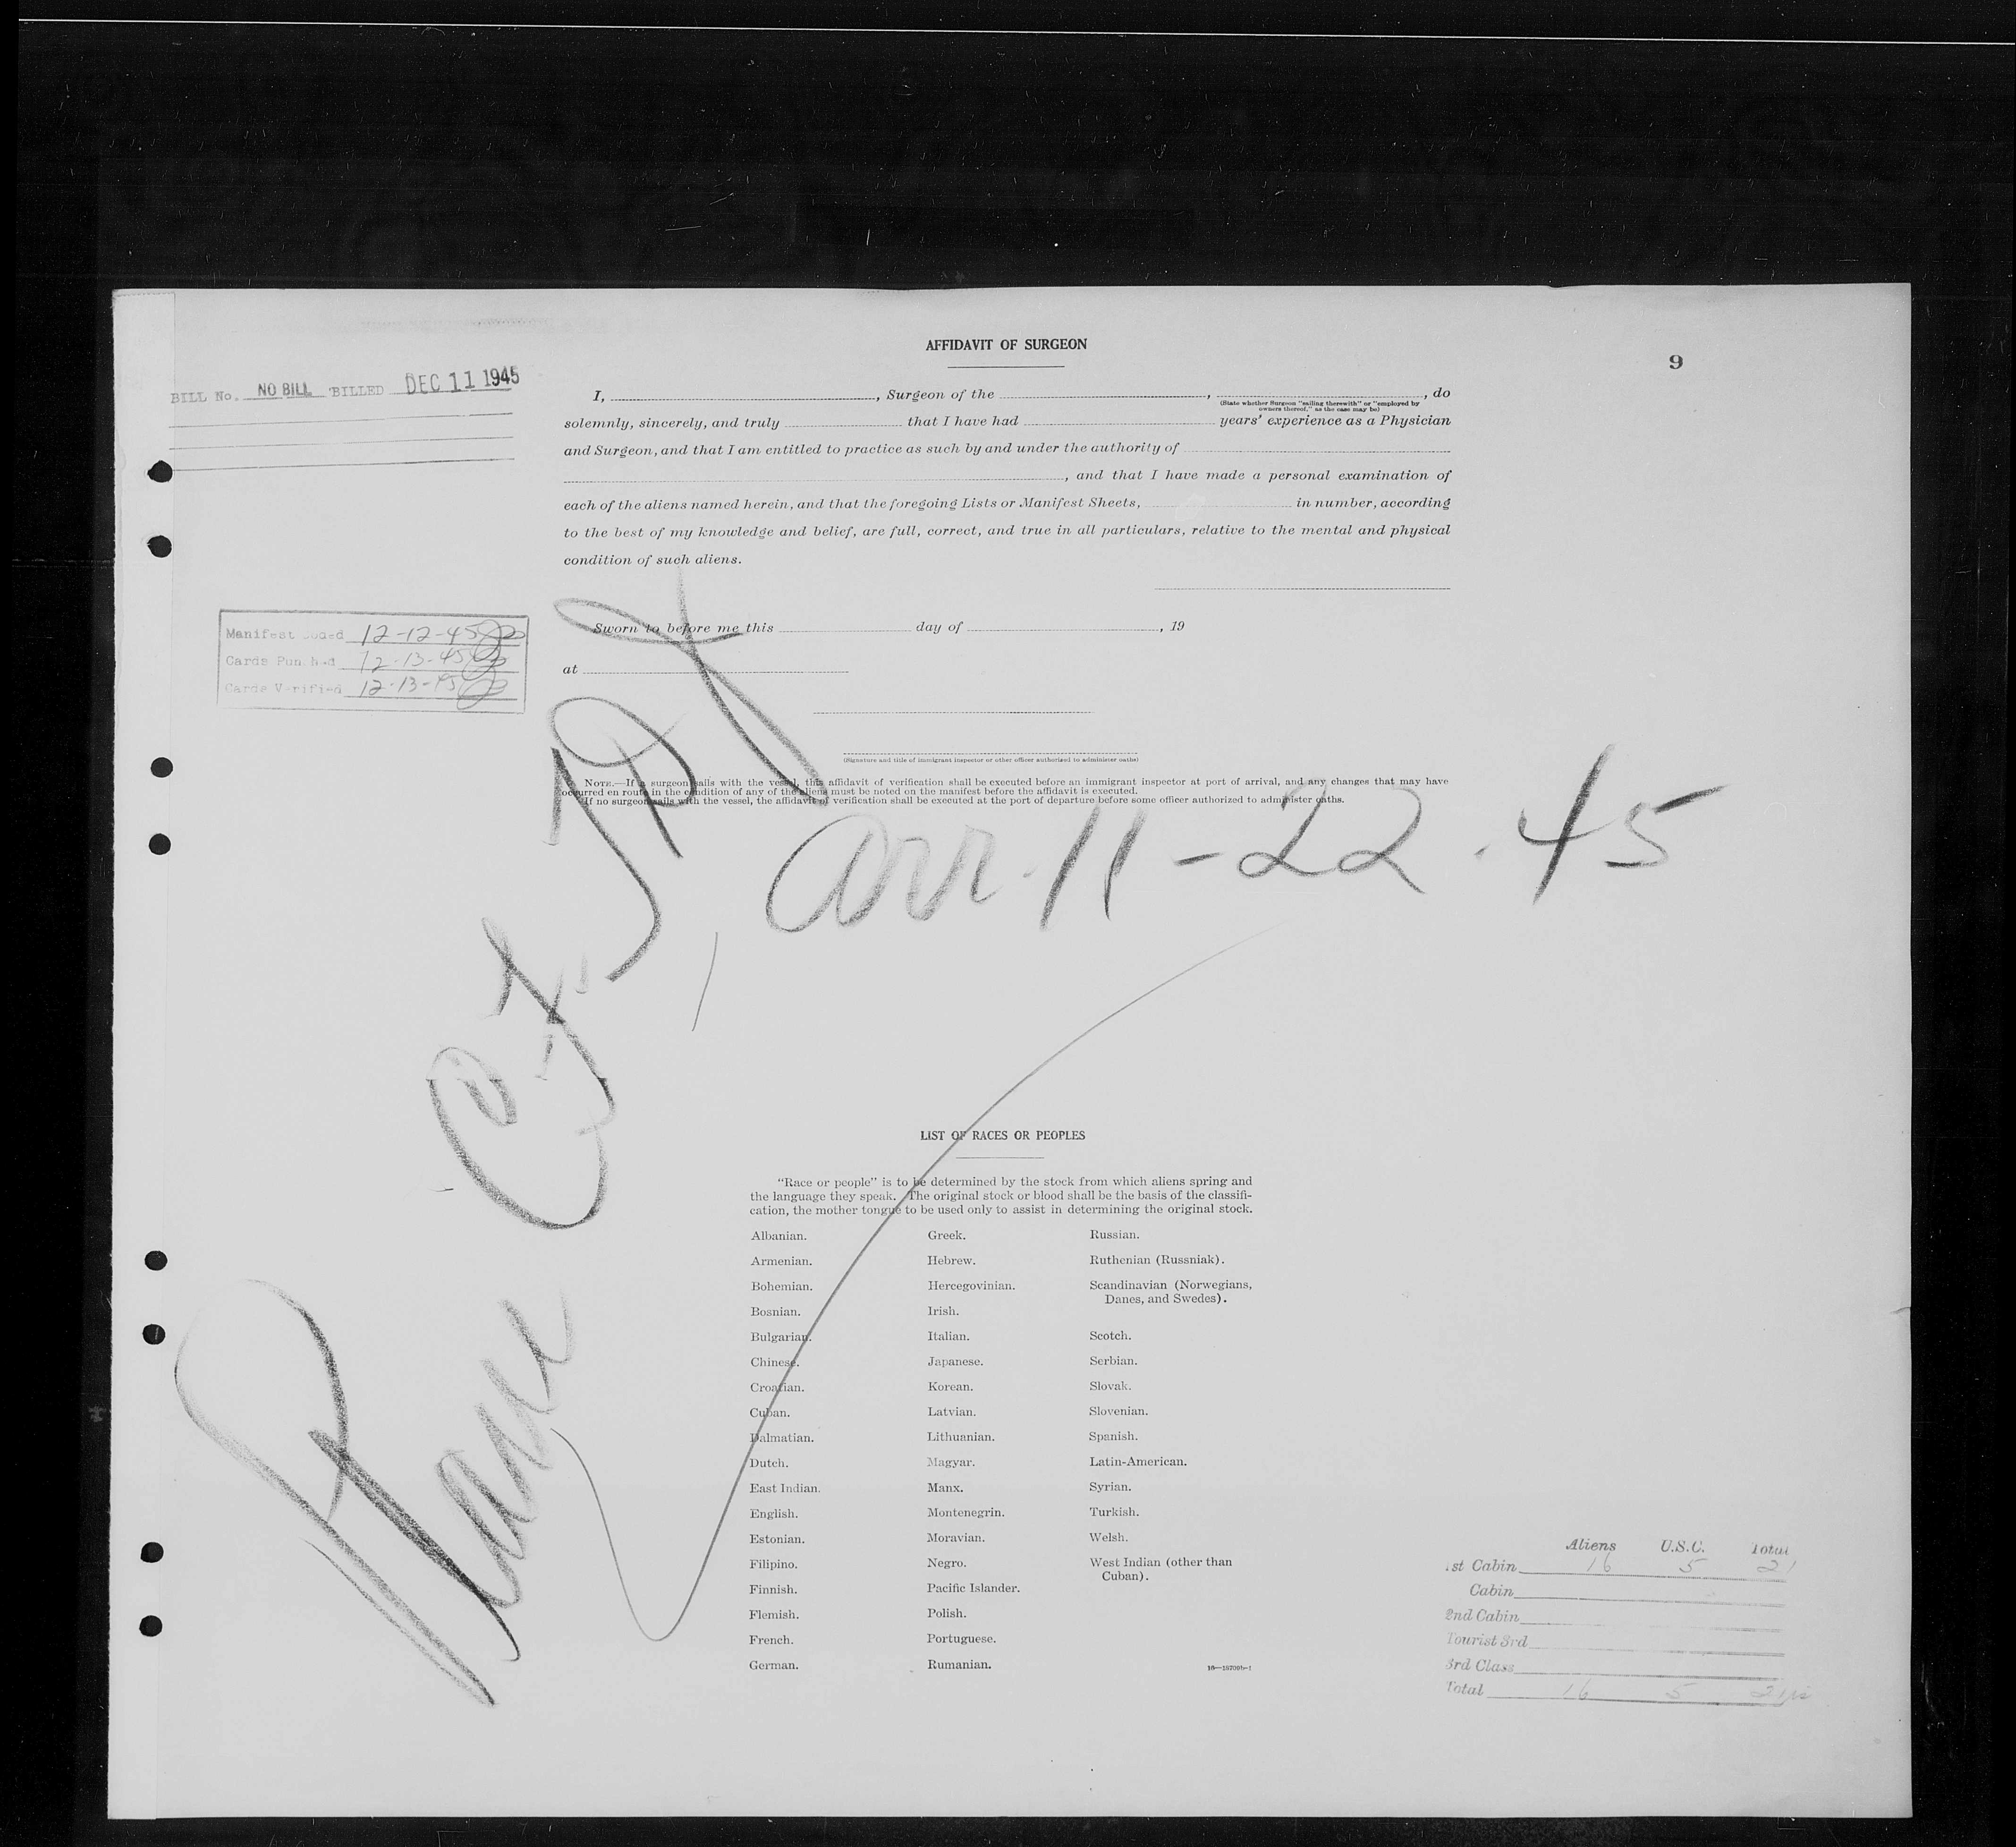 AFFIDAVIT OF SURGEON
9
BILL No. NO BILL BILLED DEC 11 1945
I, , Surgeon of the , , do
(State whether Surgeon "sailing therewith" or "employed by
owners thereof," as the case may be)
solemnly, sincerely, and truly that I have had years' experience as a Physician
and Surgeon, and that I am entitled to practice as such by and under the authority of
, and that I have made a personal examination of
each of the aliens named herein, and that the foregoing Lists or Manifest Sheets, in number, according
to the best of my knowledge and belief, are full, correct, and true in all particulars, relative to the mental and physical
condition of such aliens.
Manifest Coded 12-12-45
Cards Punched 12-13-45
Cards Verified 12-13-45
Sworn to before me this day of , 19
at
(Signature and title of immigrant inspector or other officer authorized to administer oaths)
NOTE.—If a surgeon sails with the vessel, this affidavit of verification shall be executed before an immigrant inspector at port of arrival, and any changes that may have
occurred en route in the condition of any of the aliens must be noted on the manifest before the affidavit is executed.
If no surgeon sails with the vessel, the affidavit of verification shall be executed at the port of departure before some officer authorized to administer oaths.
Plane
arr. 11-22-45
LIST OF RACES OR PEOPLES
"Race or people" is to be determined by the stock from which aliens spring and
the language they speak. The original stock or blood shall be the basis of the classifi-
cation, the mother tongue to be used only to assist in determining the original stock.
Albanian.
Armenian.
Bohemian.
Bosnian.
Bulgarian.
Chinese.
Croatian.
Cuban.
Dalmatian.
Dutch.
East Indian.
English.
Estonian.
Filipino.
Finnish.
Flemish.
French.
German.
Greek.
Hebrew.
Hercegovinian.
Irish.
Italian.
Japanese.
Korean.
Latvian.
Lithuanian.
Magyar.
Manx.
Montenegrin.
Moravian.
Negro.
Pacific Islander.
Polish.
Portuguese.
Rumanian.
Russian.
Ruthenian (Russniak).
Scandinavian (Norwegians,
Danes, and Swedes).
Scotch.
Serbian.
Slovak.
Slovenian.
Spanish.
Latin-American.
Syrian.
Turkish.
Welsh.
West Indian (other than
Cuban).
Aliens U.S.C. Total
1st Cabin 16 5 21
Cabin
2nd Cabin
Tourist 3rd
3rd Class
Total 16 5 21